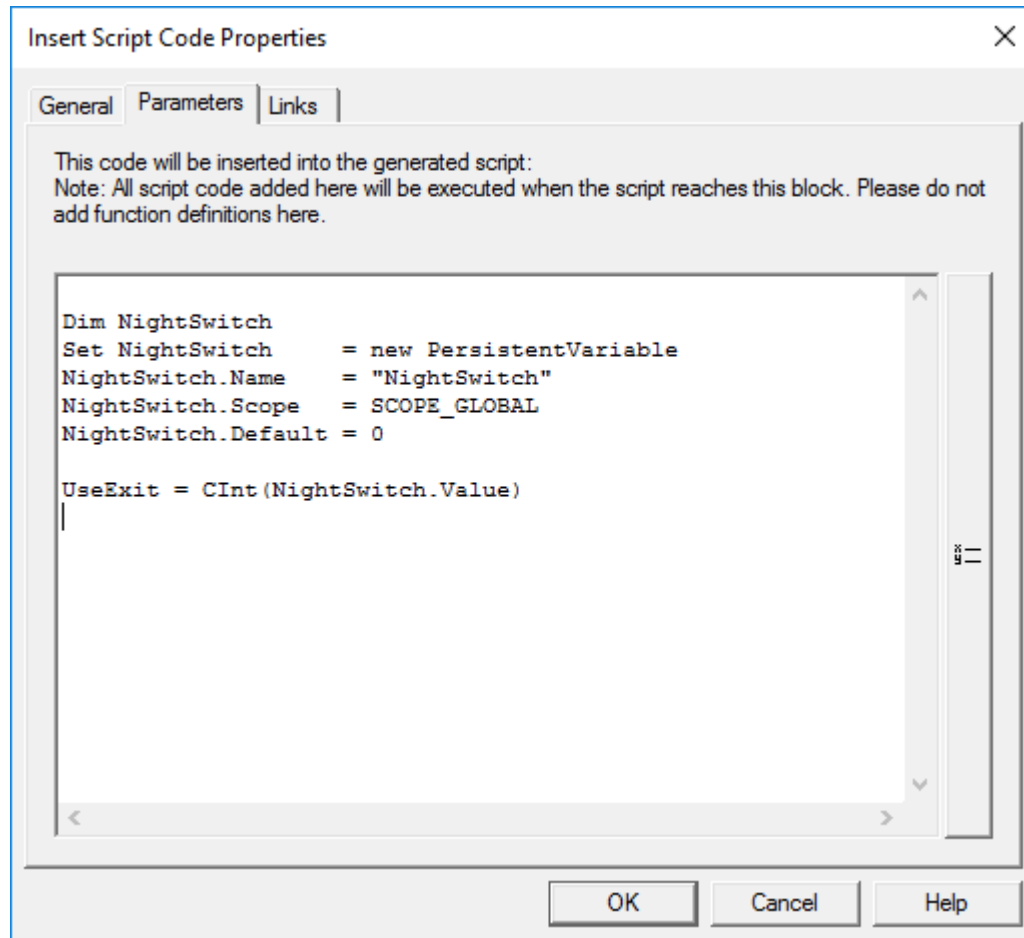 Insert Script Code Properties
General Parameters Links
This code will be inserted into the generated script:
Note: All script code added here will be executed when the script reaches this block. Please do not
add function definitions here.
Dim NightSwitch
Set NightSwitch     = new PersistentVariable
NightSwitch.Name    = "NightSwitch"
NightSwitch.Scope   = SCOPE_GLOBAL
NightSwitch.Default = 0
UseExit = CInt(NightSwitch.Value)
OK Cancel Help